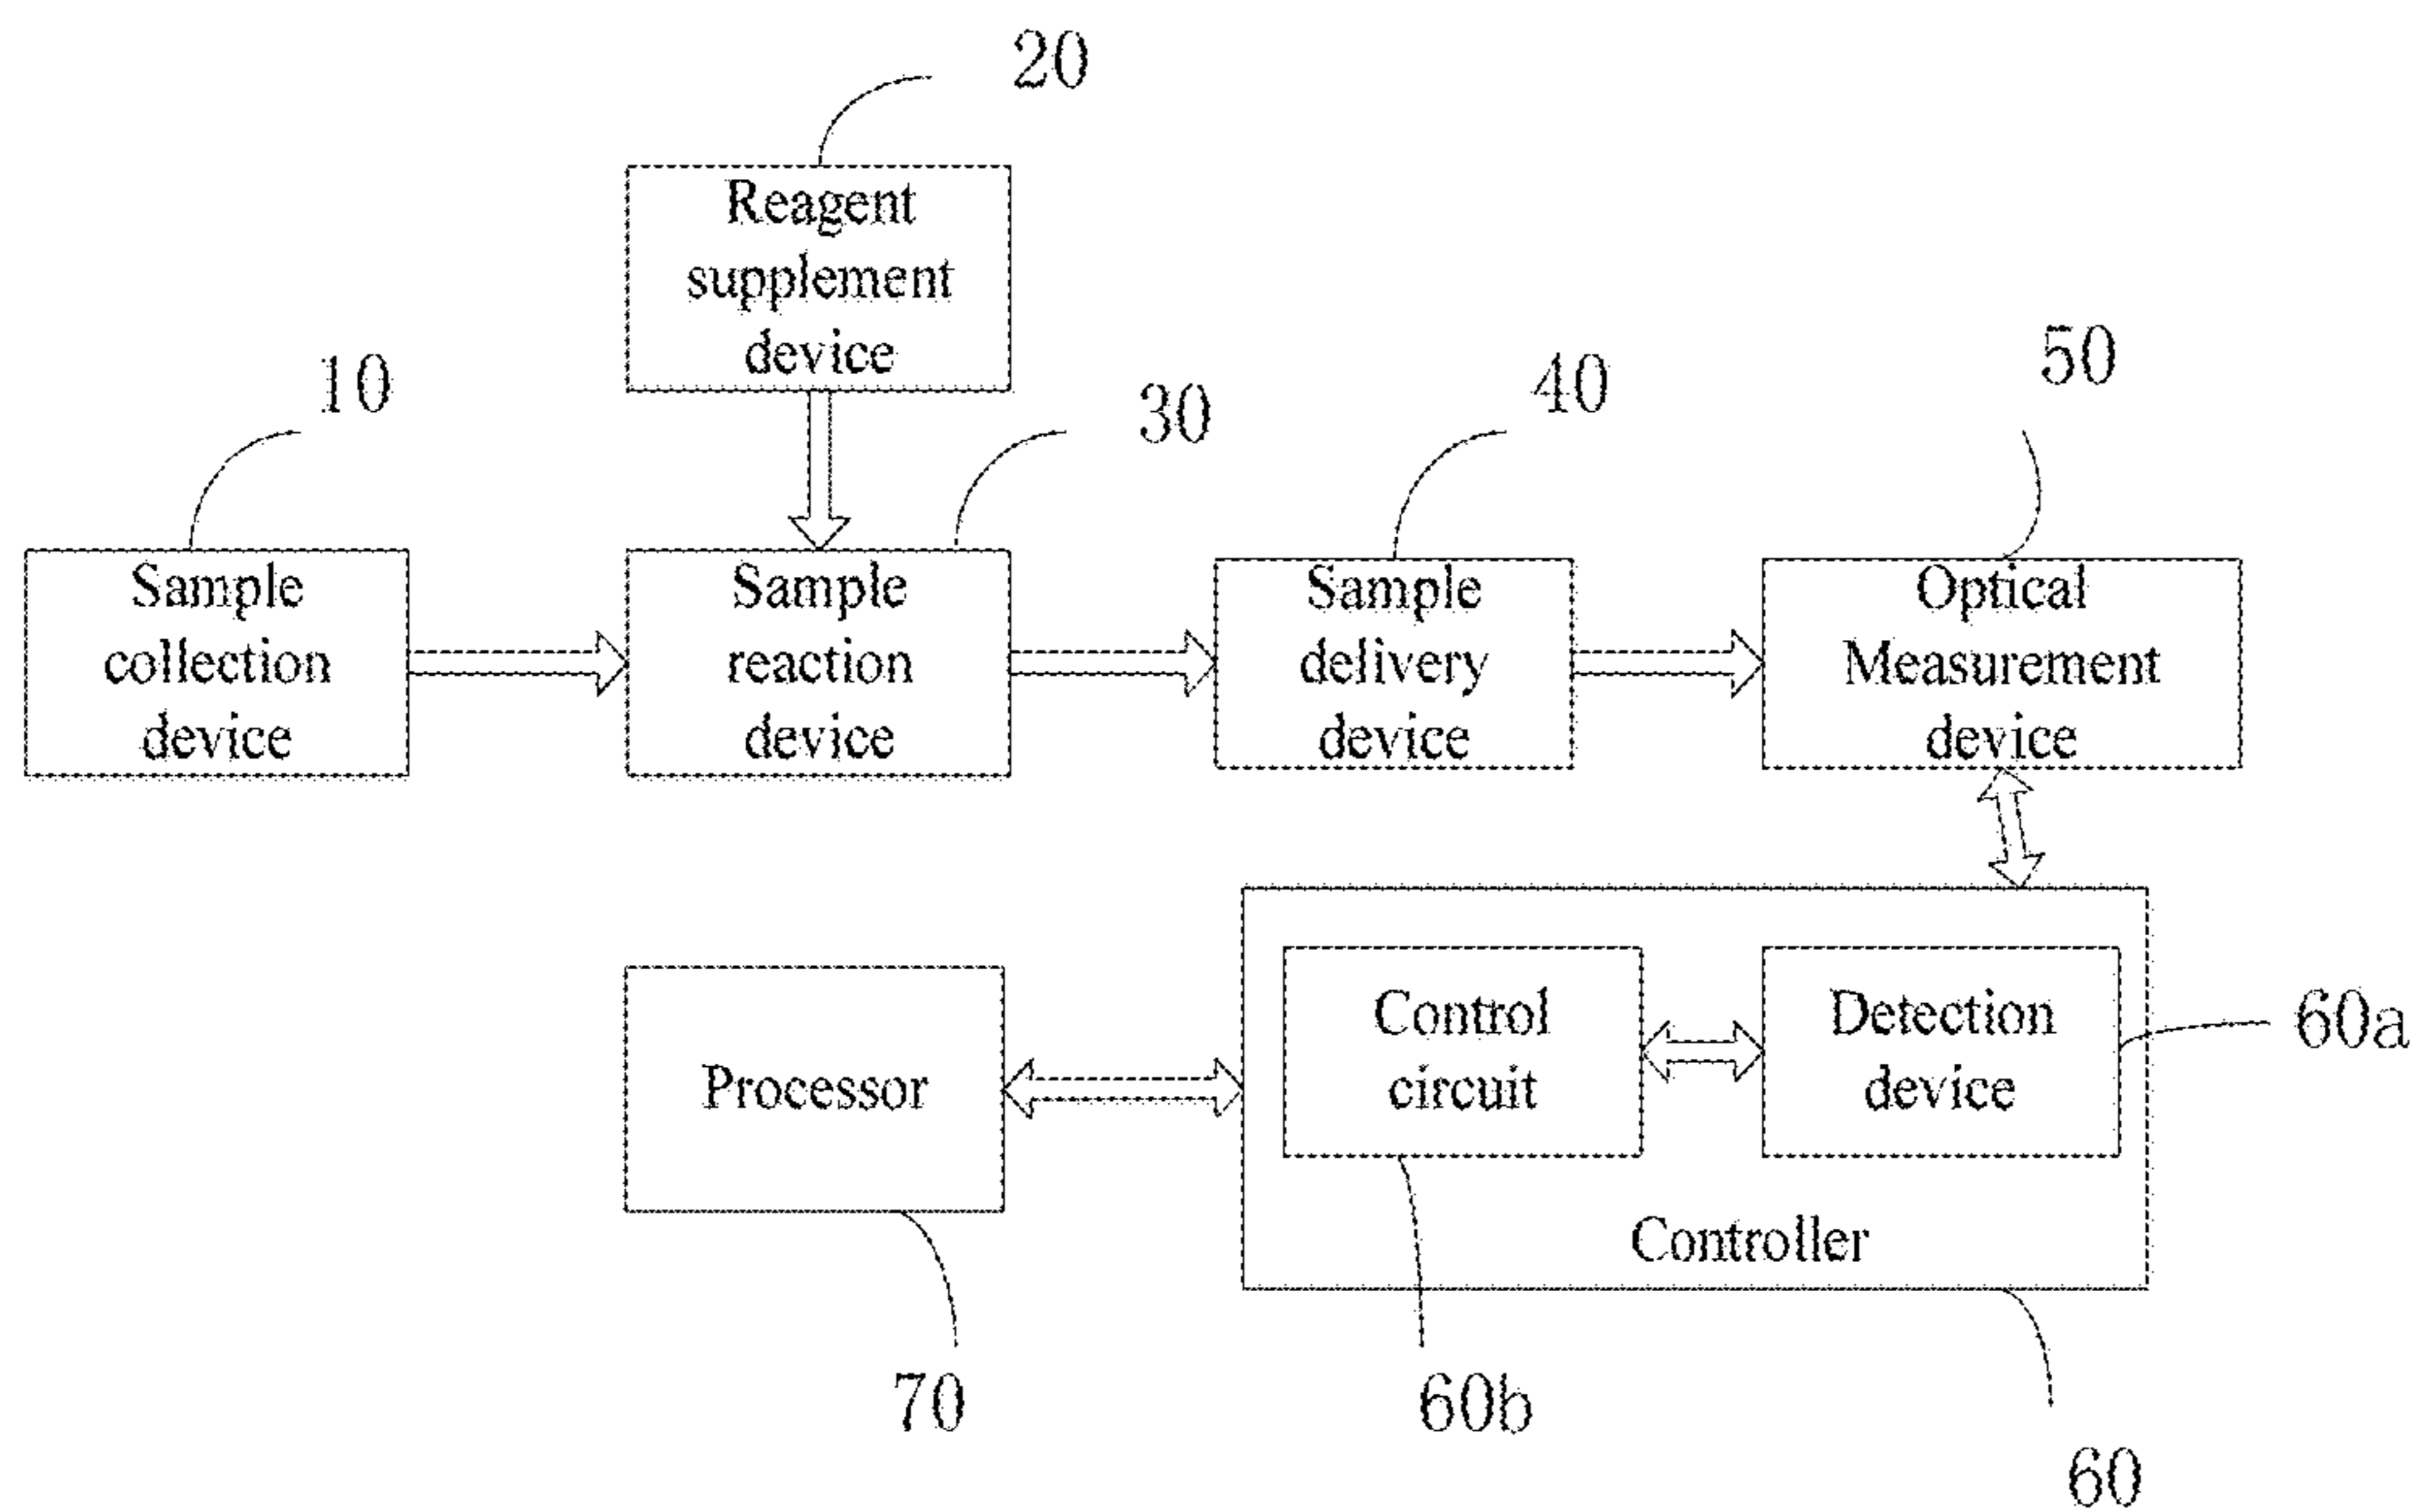 20
Reagent
supplement
device
10
30
40
50
Sample
collection
device
Sample
reaction
device
Sample
delivery
device
Optical
Measurement
device
Processor
Control
circuit
Detection
device
60a
Controller
70
60b
60